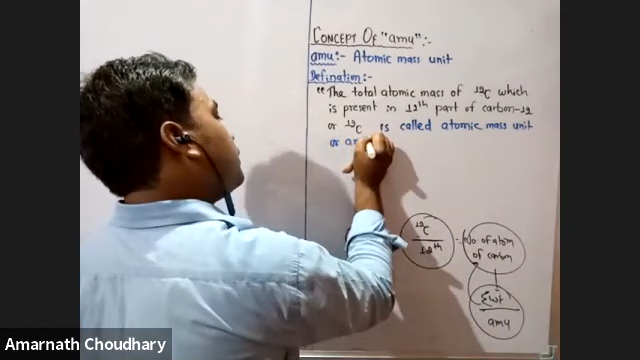 CONCEPT OF "amu":-
amu:- Atomic mass unit
Defination:-
"The total atomic mass of ¹²C which
is present in 12th part of carbon-12
or ¹²C is called atomic mass unit
or a
¹²C
12th
= No of atom
of carbon
Σwt
amu
Amarnath Choudhary